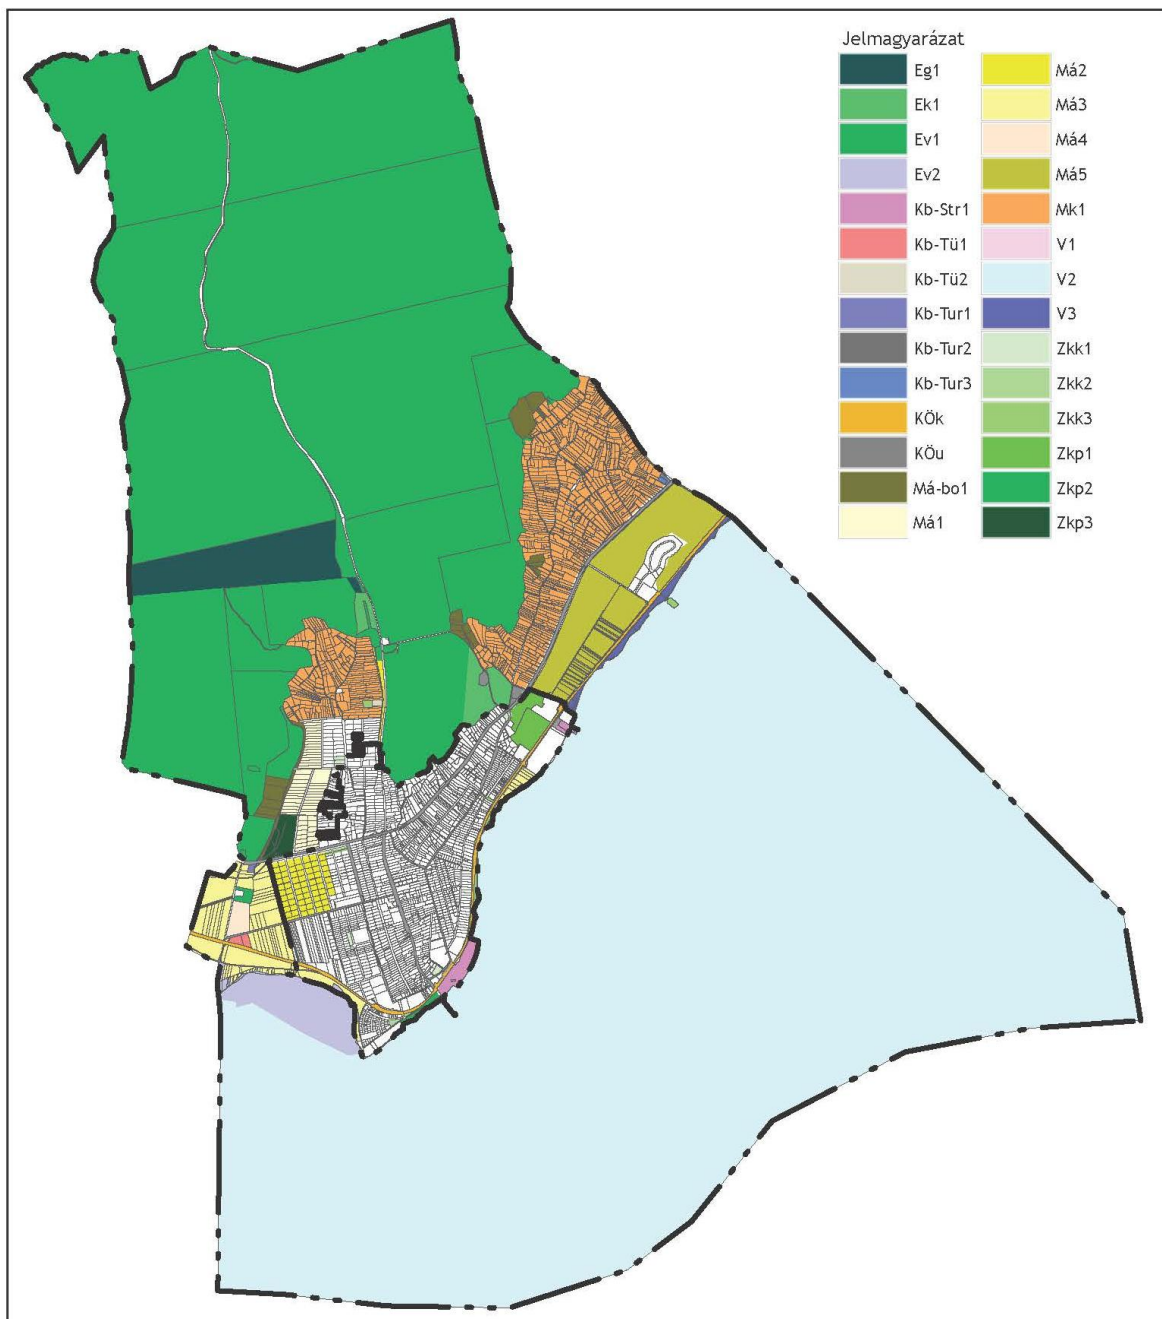 Jelmagyarázat
Eg1
Ek1
Ev1
Ev2
Kb-Str1
Kb-Tü1
Kb-Tü2
Kb-Tur1
Kb-Tur2
Kb-Tur3
KÖk
KÖu
Má-bo1
Má1
Má2
Má3
Má4
Má5
Mk1
V1
V2
V3
Zkk1
Zkk2
Zkk3
Zkp1
Zkp2
Zkp3